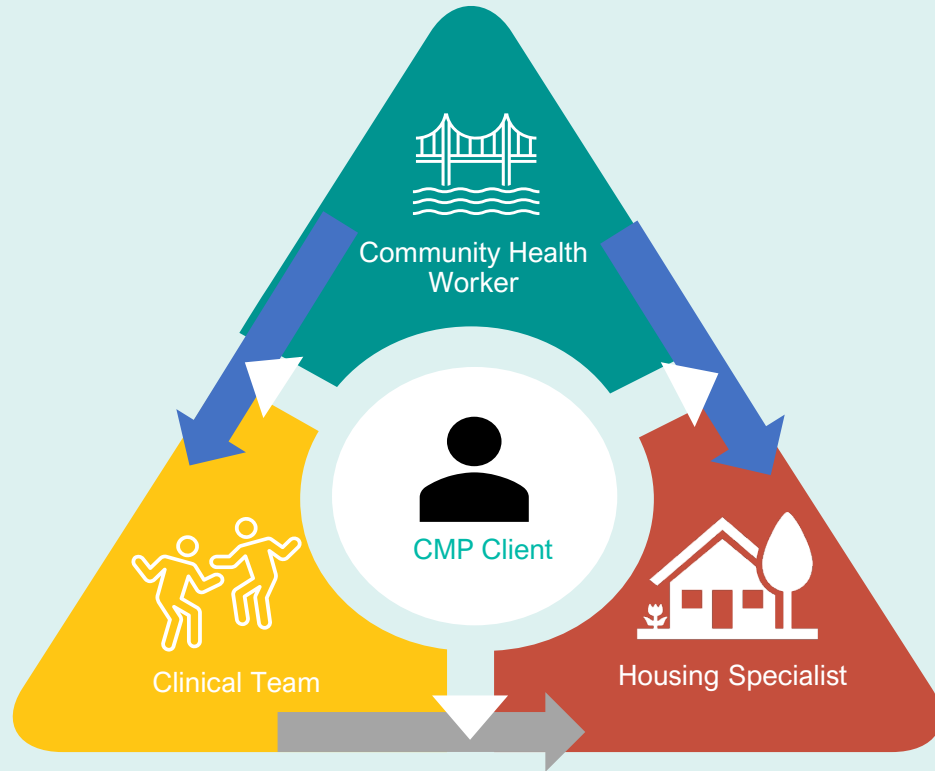 Community Health
Worker
CMP Client
Clinical Team
Housing Specialist